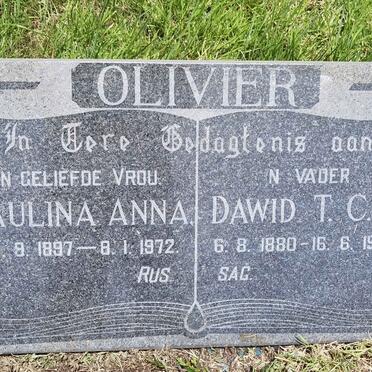 OLIVIER
In Tere Gedagtenis aan
N GELIEFDE VROU. N VADER
AULINA ANNA. DAWID T. C.
9. 1897—8.1.1972. 6.8.1880-16.6.19
RUS SAG.